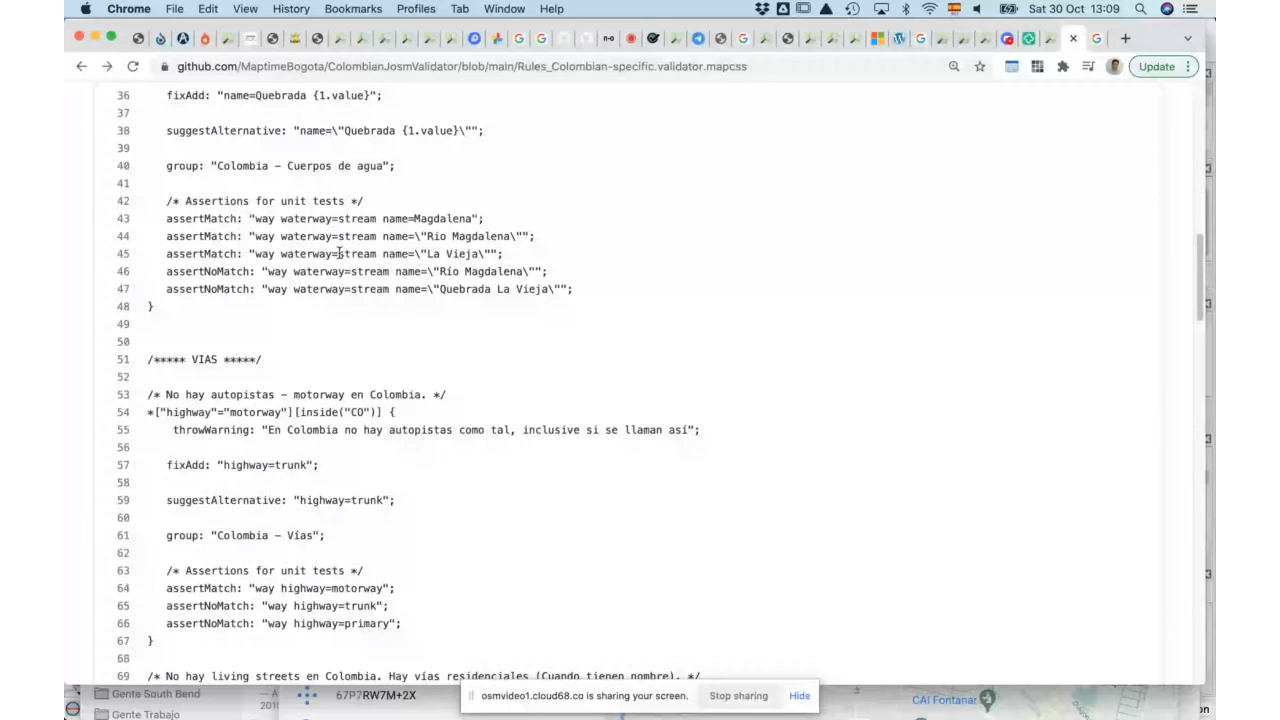 Chrome File Edit View History Bookmarks Profiles Tab Window Help Sat 30 Oct 13:09
github.com/MaptimeBogota/ColombianJosmValidator/blob/main/Rules_Colombian-specific.validator.mapcss Update
36 fixAdd: "name=Quebrada {1.value}";
37
38 suggestAlternative: "name=\"Quebrada {1.value}\"";
39
40 group: "Colombia – Cuerpos de agua";
41
42 /* Assertions for unit tests */
43 assertMatch: "way waterway=stream name=Magdalena";
44 assertMatch: "way waterway=stream name=\"Rio Magdalena\"";
45 assertMatch: "way waterway=stream name=\"La Vieja\"";
46 assertNoMatch: "way waterway=stream name=\"Río Magdalena\"";
47 assertNoMatch: "way waterway=stream name=\"Quebrada La Vieja\"";
48 }
49
50
51 /***** VIAS *****/
52
53 /* No hay autopistas – motorway en Colombia. */
54 *["highway"="motorway"][inside("CO")] {
55 throwWarning: "En Colombia no hay autopistas como tal, inclusive si se llaman así";
56
57 fixAdd: "highway=trunk";
58
59 suggestAlternative: "highway=trunk";
60
61 group: "Colombia – Vías";
62
63 /* Assertions for unit tests */
64 assertMatch: "way highway=motorway";
65 assertNoMatch: "way highway=trunk";
66 assertNoMatch: "way highway=primary";
67 }
68
69 /* No hay living streets en Colombia. Hay vías residenciales (Cuando tienen nombre). */
Gente South Bend 67P7RW7M+2X osmvideo1.cloud68.co is sharing your screen. Stop sharing Hide CAI Fontanar
Gente Trabajo